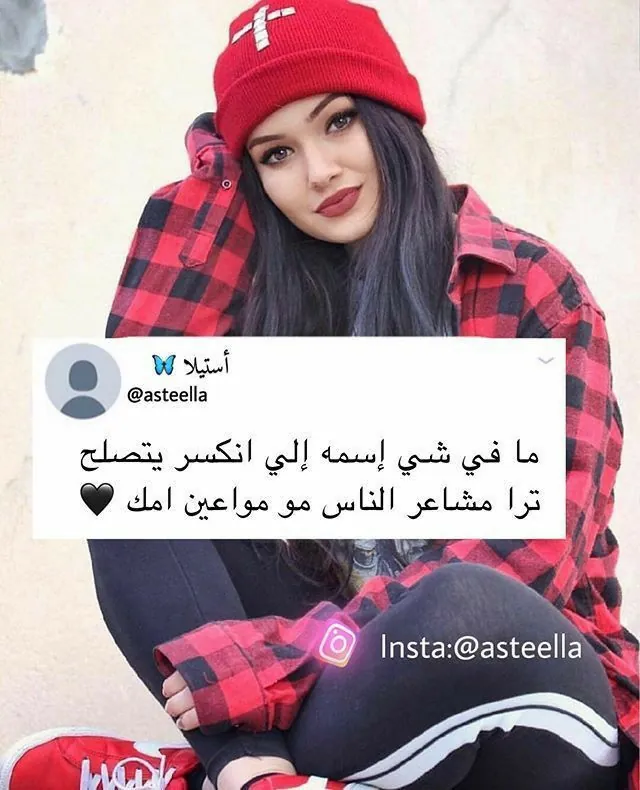 أستيلا 🦋
@asteella
ما في شي إسمه إلي انكسر يتصلح
ترا مشاعر الناس مو مواعين امك 🖤
Insta:@asteella